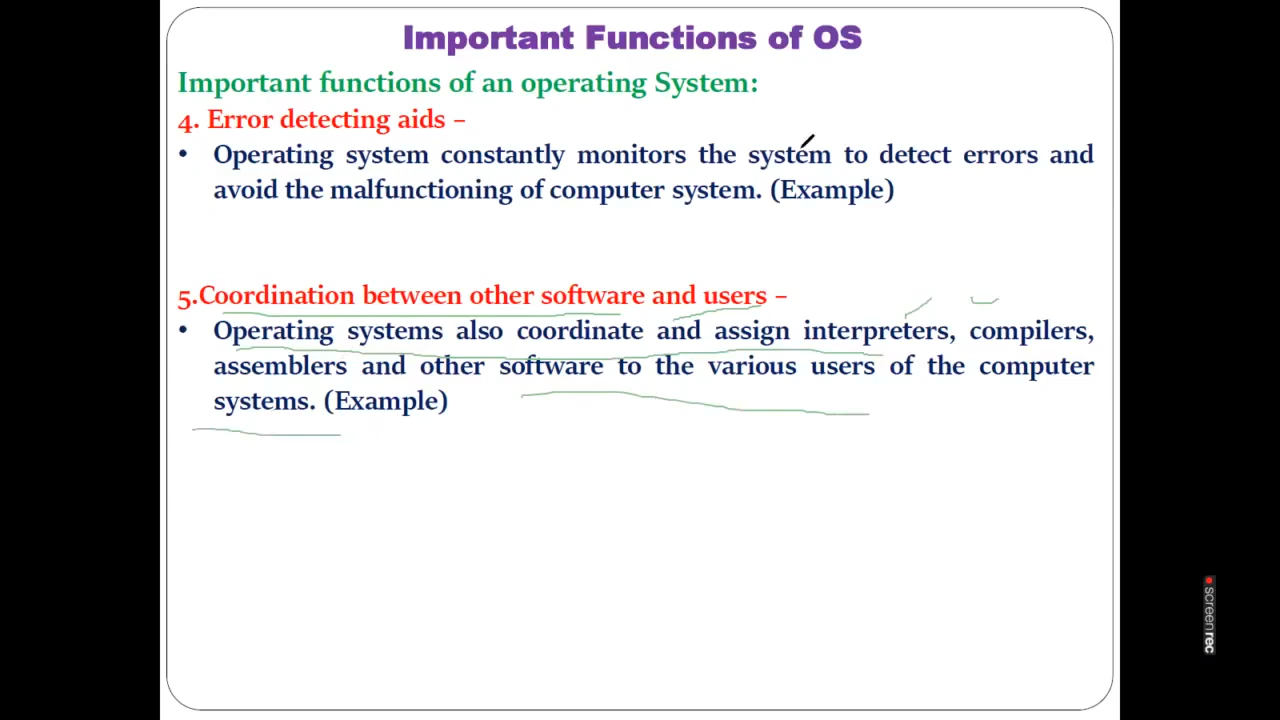 Important Functions of OS
Important functions of an operating System:
4. Error detecting aids –
• Operating system constantly monitors the system to detect errors and
avoid the malfunctioning of computer system. (Example)
5.Coordination between other software and users –
• Operating systems also coordinate and assign interpreters, compilers,
assemblers and other software to the various users of the computer
systems. (Example)
screenrec